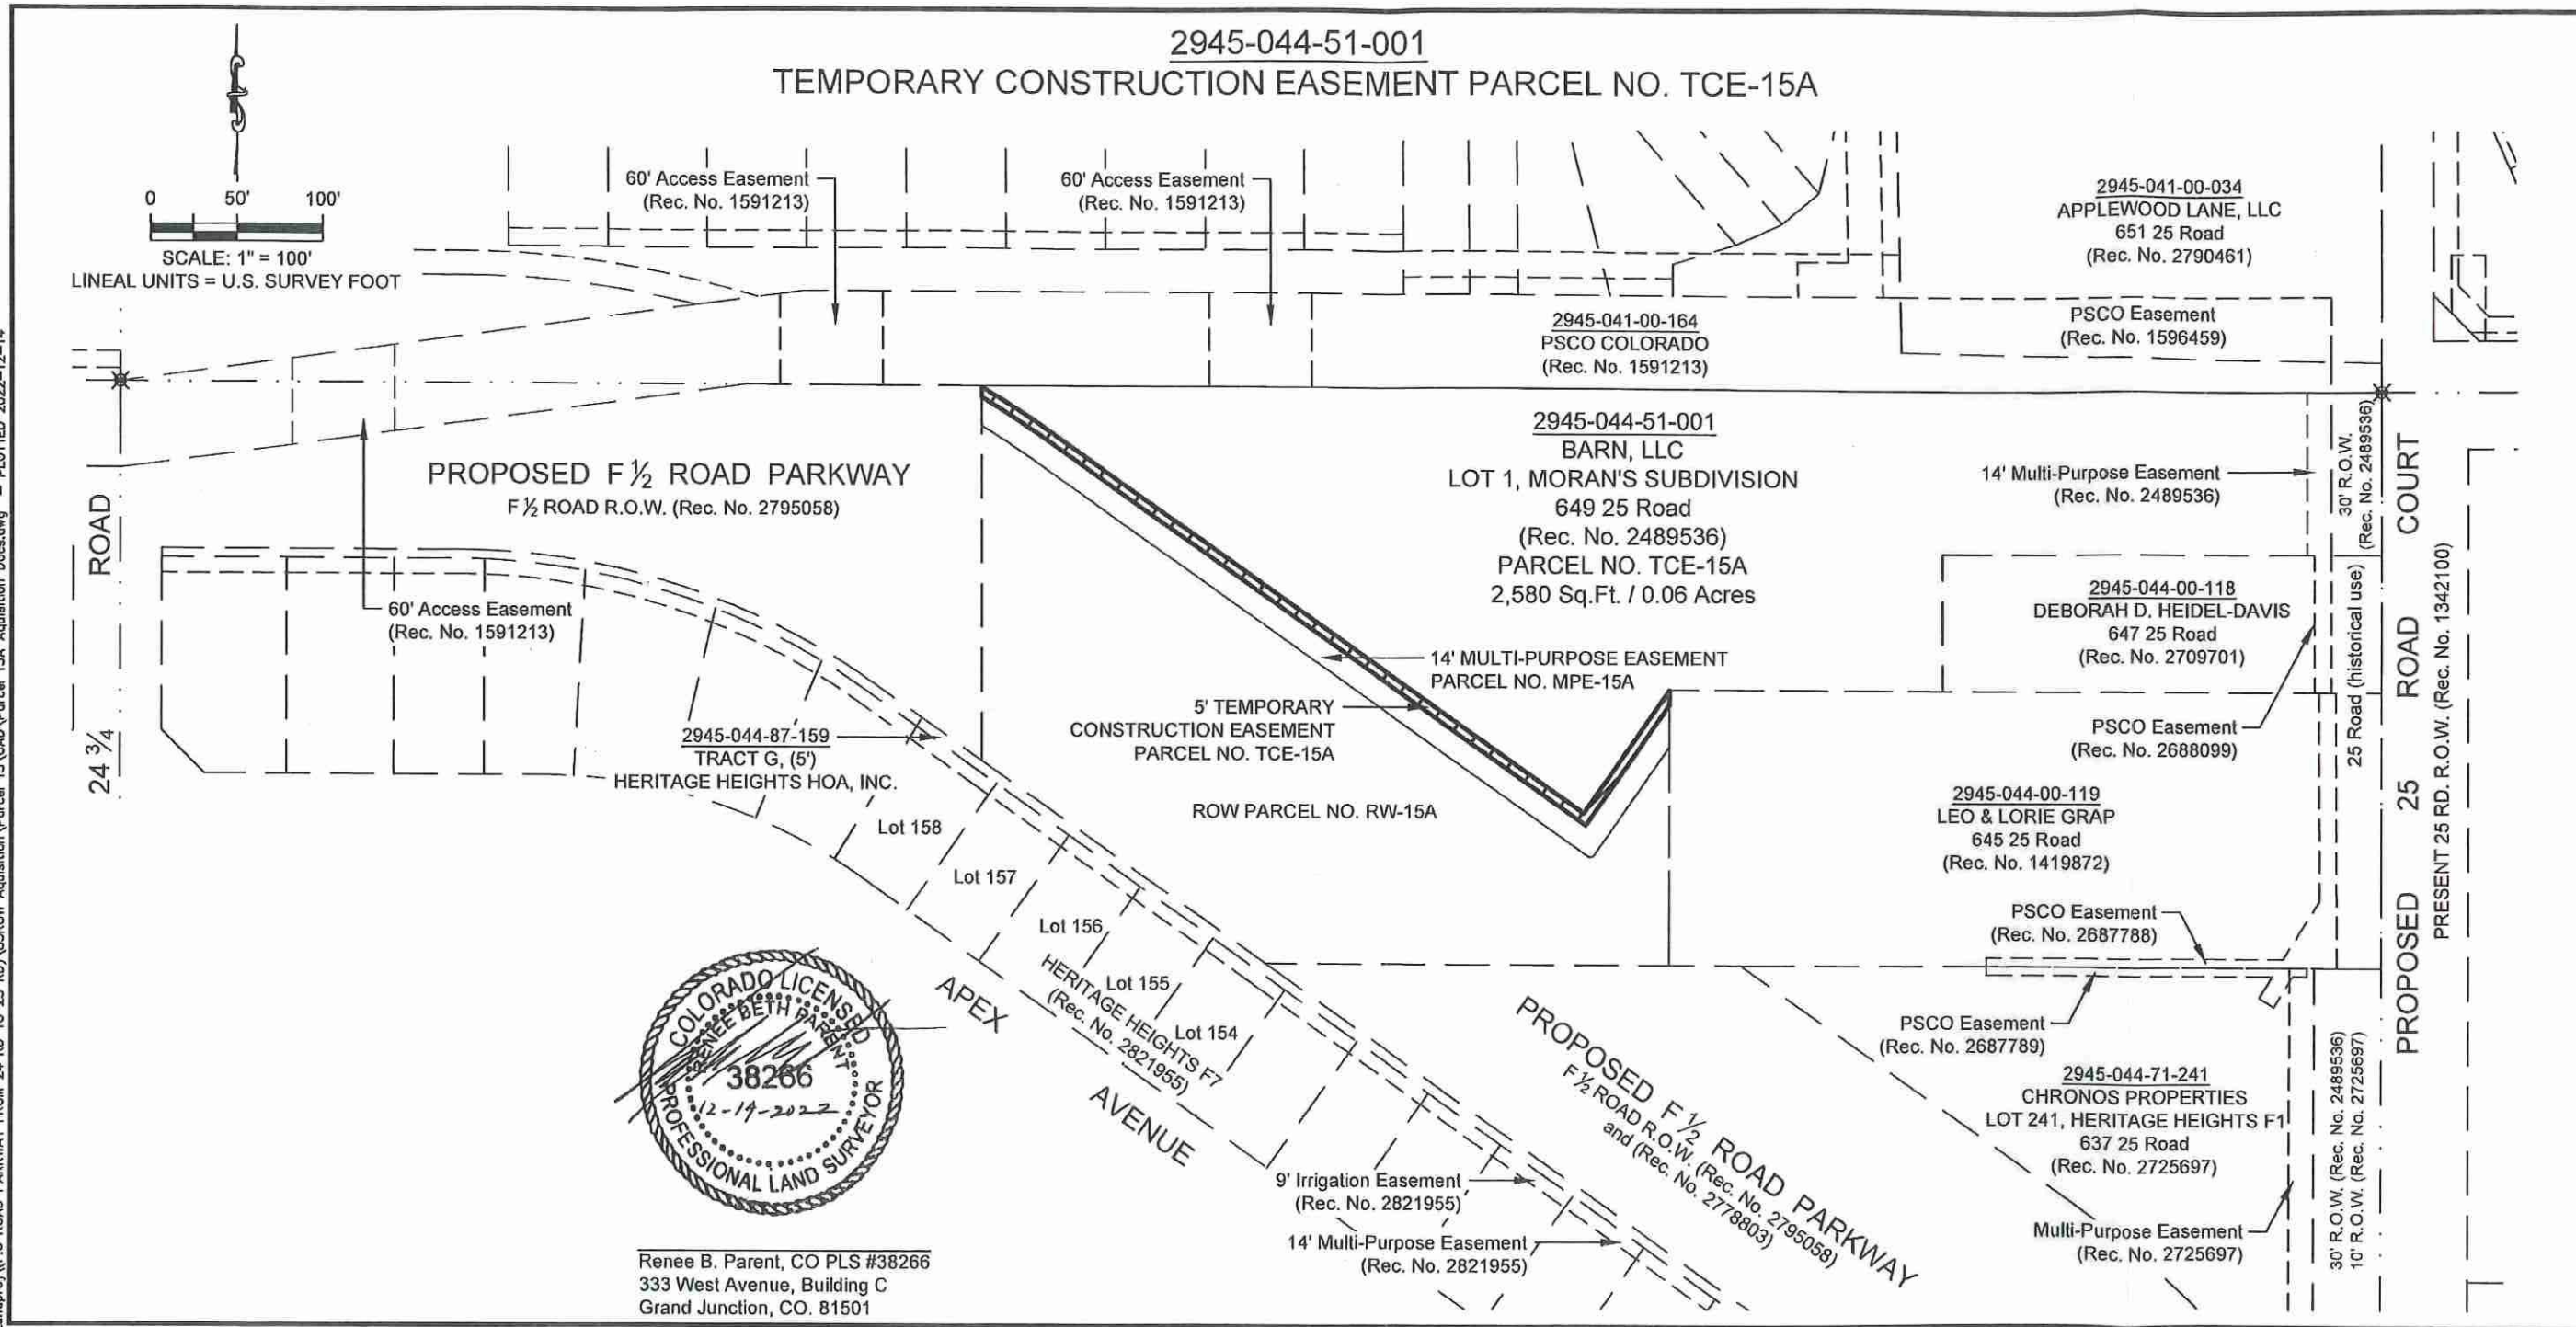 2945-044-51-001
TEMPORARY CONSTRUCTION EASEMENT PARCEL NO. TCE-15A
0 50' 100'
SCALE: 1" = 100'
LINEAL UNITS = U.S. SURVEY FOOT
60' Access Easement
(Rec. No. 1591213)
60' Access Easement
(Rec. No. 1591213)
2945-041-00-034
APPLEWOOD LANE, LLC
651 25 Road
(Rec. No. 2790461)
2945-041-00-164
PSCO COLORADO
(Rec. No. 1591213)
PSCO Easement
(Rec. No. 1596459)
PROPOSED F ½ ROAD PARKWAY
F ½ ROAD R.O.W. (Rec. No. 2795058)
2945-044-51-001
BARN, LLC
LOT 1, MORAN'S SUBDIVISION
649 25 Road
(Rec. No. 2489536)
PARCEL NO. TCE-15A
2,580 Sq.Ft. / 0.06 Acres
14' Multi-Purpose Easement
(Rec. No. 2489536)
30' R.O.W.
(Rec. No. 2489536)
24 ¾ ROAD
60' Access Easement
(Rec. No. 1591213)
2945-044-00-118
DEBORAH D. HEIDEL-DAVIS
647 25 Road
(Rec. No. 2709701)
25 Road (historical use)
PROPOSED 25 ROAD COURT
PRESENT 25 RD. R.O.W. (Rec. No. 1342100)
14' MULTI-PURPOSE EASEMENT
PARCEL NO. MPE-15A
5' TEMPORARY
CONSTRUCTION EASEMENT
PARCEL NO. TCE-15A
PSCO Easement
(Rec. No. 2688099)
2945-044-87-159
TRACT G, (5')
HERITAGE HEIGHTS HOA, INC.
ROW PARCEL NO. RW-15A
2945-044-00-119
LEO & LORIE GRAP
645 25 Road
(Rec. No. 1419872)
Lot 158
Lot 157
Lot 156
Lot 155
Lot 154
HERITAGE HEIGHTS F7
(Rec. No. 2821955)
PSCO Easement
(Rec. No. 2687788)
APEX AVENUE
PSCO Easement
(Rec. No. 2687789)
PROPOSED F ½ ROAD PARKWAY
F ½ ROAD R.O.W. (Rec. No. 2795058)
and (Rec. No. 2778803)
2945-044-71-241
CHRONOS PROPERTIES
LOT 241, HERITAGE HEIGHTS F1
637 25 Road
(Rec. No. 2725697)
30' R.O.W. (Rec. No. 2489536)
10' R.O.W. (Rec. No. 2725697)
9' Irrigation Easement
(Rec. No. 2821955)
14' Multi-Purpose Easement
(Rec. No. 2821955)
Multi-Purpose Easement
(Rec. No. 2725697)
COLORADO LICENSED
RENEE BETH PARENT
38266
12-19-2022
PROFESSIONAL LAND SURVEYOR
Renee B. Parent, CO PLS #38266
333 West Avenue, Building C
Grand Junction, CO. 81501